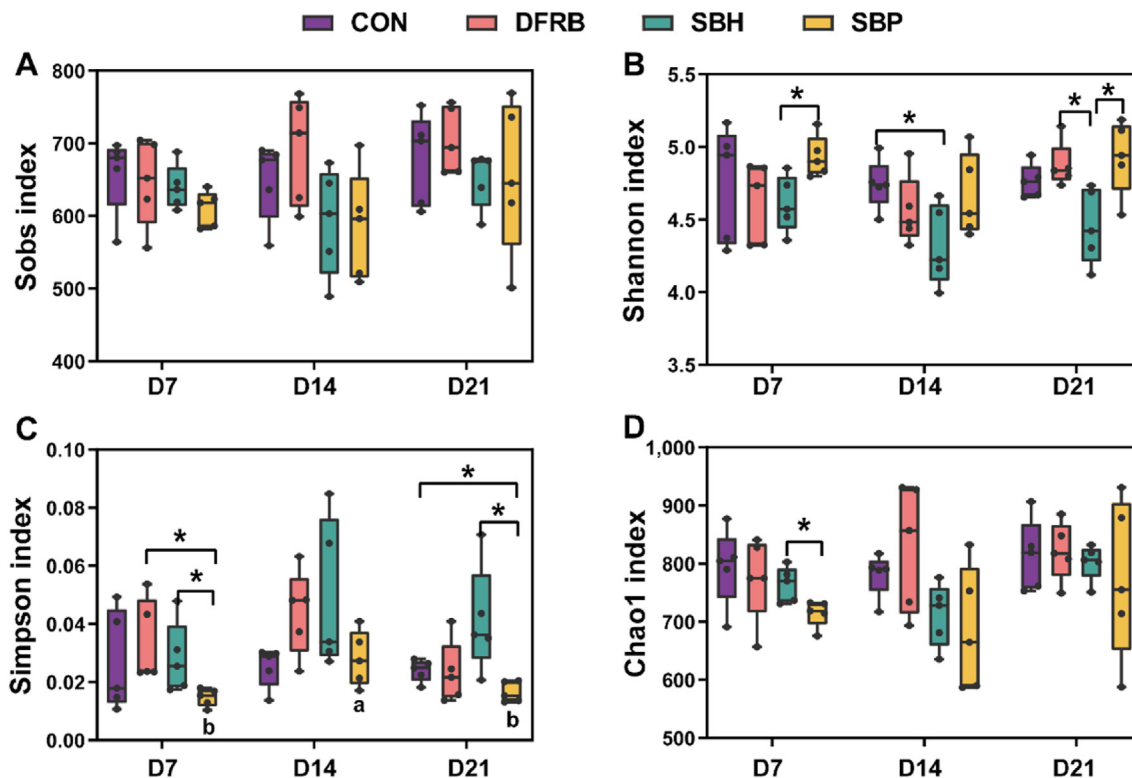 CON DFRB SBH SBP
A
800
700
600
500
400
Sobs index
D7 D14 D21
B
5.5
5.0
4.5
4.0
3.5
Shannon index
* * * *
D7 D14 D21
C
0.10
0.08
0.06
0.04
0.02
0.00
Simpson index
* * * *
b a b
D7 D14 D21
D
1,000
900
800
700
600
500
Chao1 index
*
D7 D14 D21